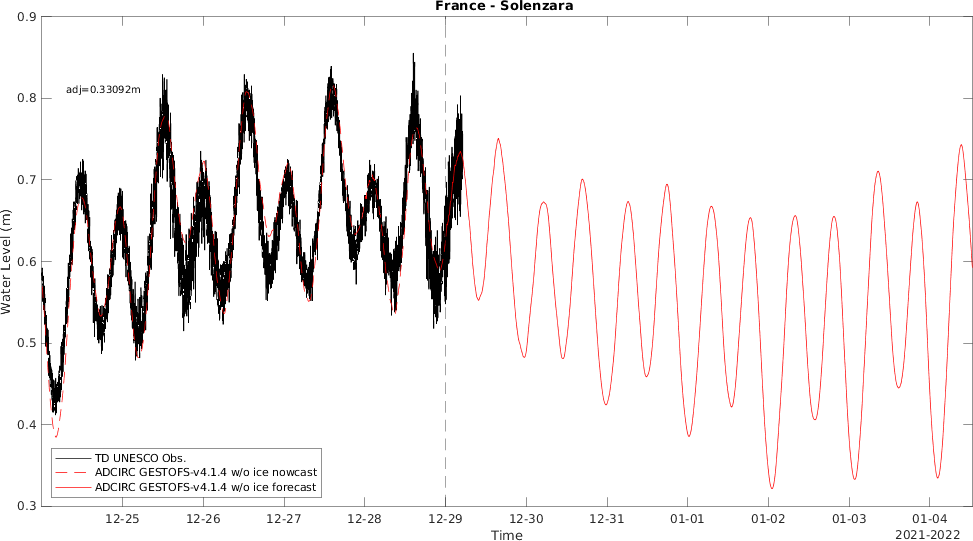 France - Solenzara
0.9
0.8
0.7
0.6
0.5
0.4
0.3
Water Level (m)
adj=0.33092m
TD UNESCO Obs.
ADCIRC GESTOFS-v4.1.4 w/o ice nowcast
ADCIRC GESTOFS-v4.1.4 w/o ice forecast
12-25 12-26 12-27 12-28 12-29 12-30 12-31 01-01 01-02 01-03 01-04
Time
2021-2022